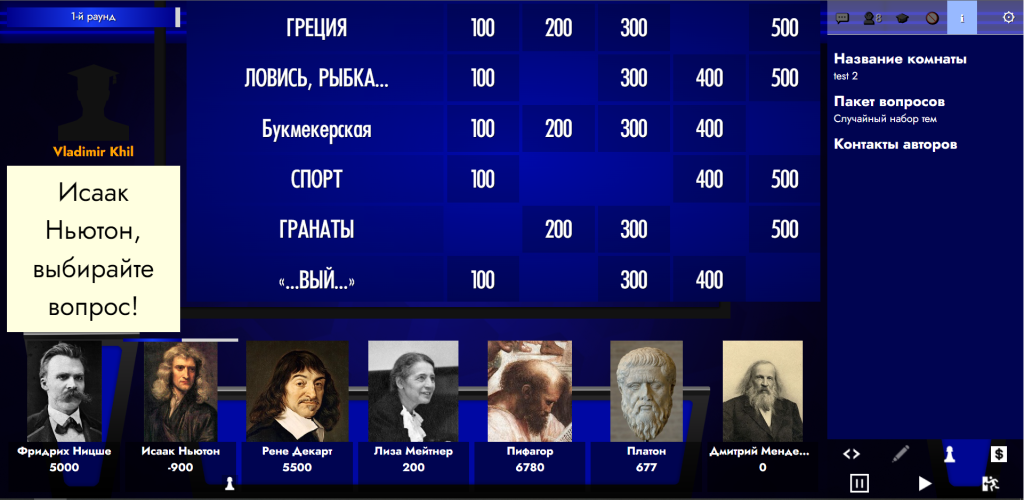 1-й раунд
8
i
ГРЕЦИЯ 100 200 300 500
ЛОВИСЬ, РЫБКА... 100 300 400 500
Букмекерская 100 200 300 400
СПОРТ 100 400 500
ГРАНАТЫ 200 300 500
«...ВЫЙ...» 100 300 400
Vladimir Khil
Исаак
Ньютон,
выбирайте
вопрос!
Название комнаты
test 2
Пакет вопросов
Случайный набор тем
Контакты авторов
Фридрих Ницше
5000
Исаак Ньютон
-900
Рене Декарт
5500
Лиза Мейтнер
200
Пифагор
6780
Платон
677
Дмитрий Менде...
0
$